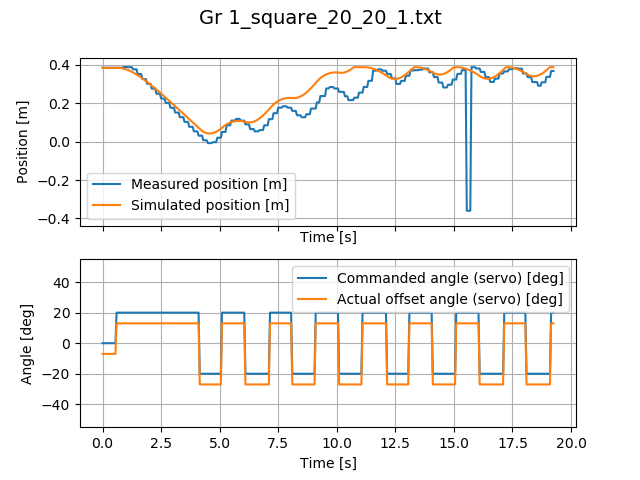 Gr 1_square_20_20_1.txt
0.4
0.2
0.0
−0.2
−0.4
Position [m]
Measured position [m]
Simulated position [m]
Time [s]
40
20
0
−20
−40
Angle [deg]
Commanded angle (servo) [deg]
Actual offset angle (servo) [deg]
0.0 2.5 5.0 7.5 10.0 12.5 15.0 17.5 20.0
Time [s]